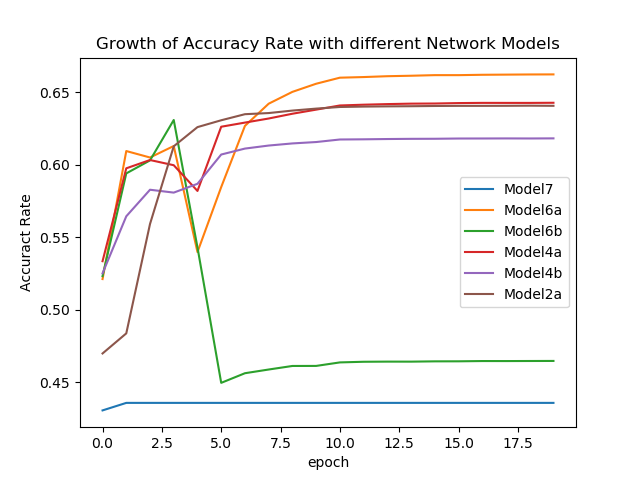 Growth of Accuracy Rate with different Network Models
Accuract Rate
0.65
0.60
0.55
0.50
0.45
Model7
Model6a
Model6b
Model4a
Model4b
Model2a
0.0 2.5 5.0 7.5 10.0 12.5 15.0 17.5
epoch